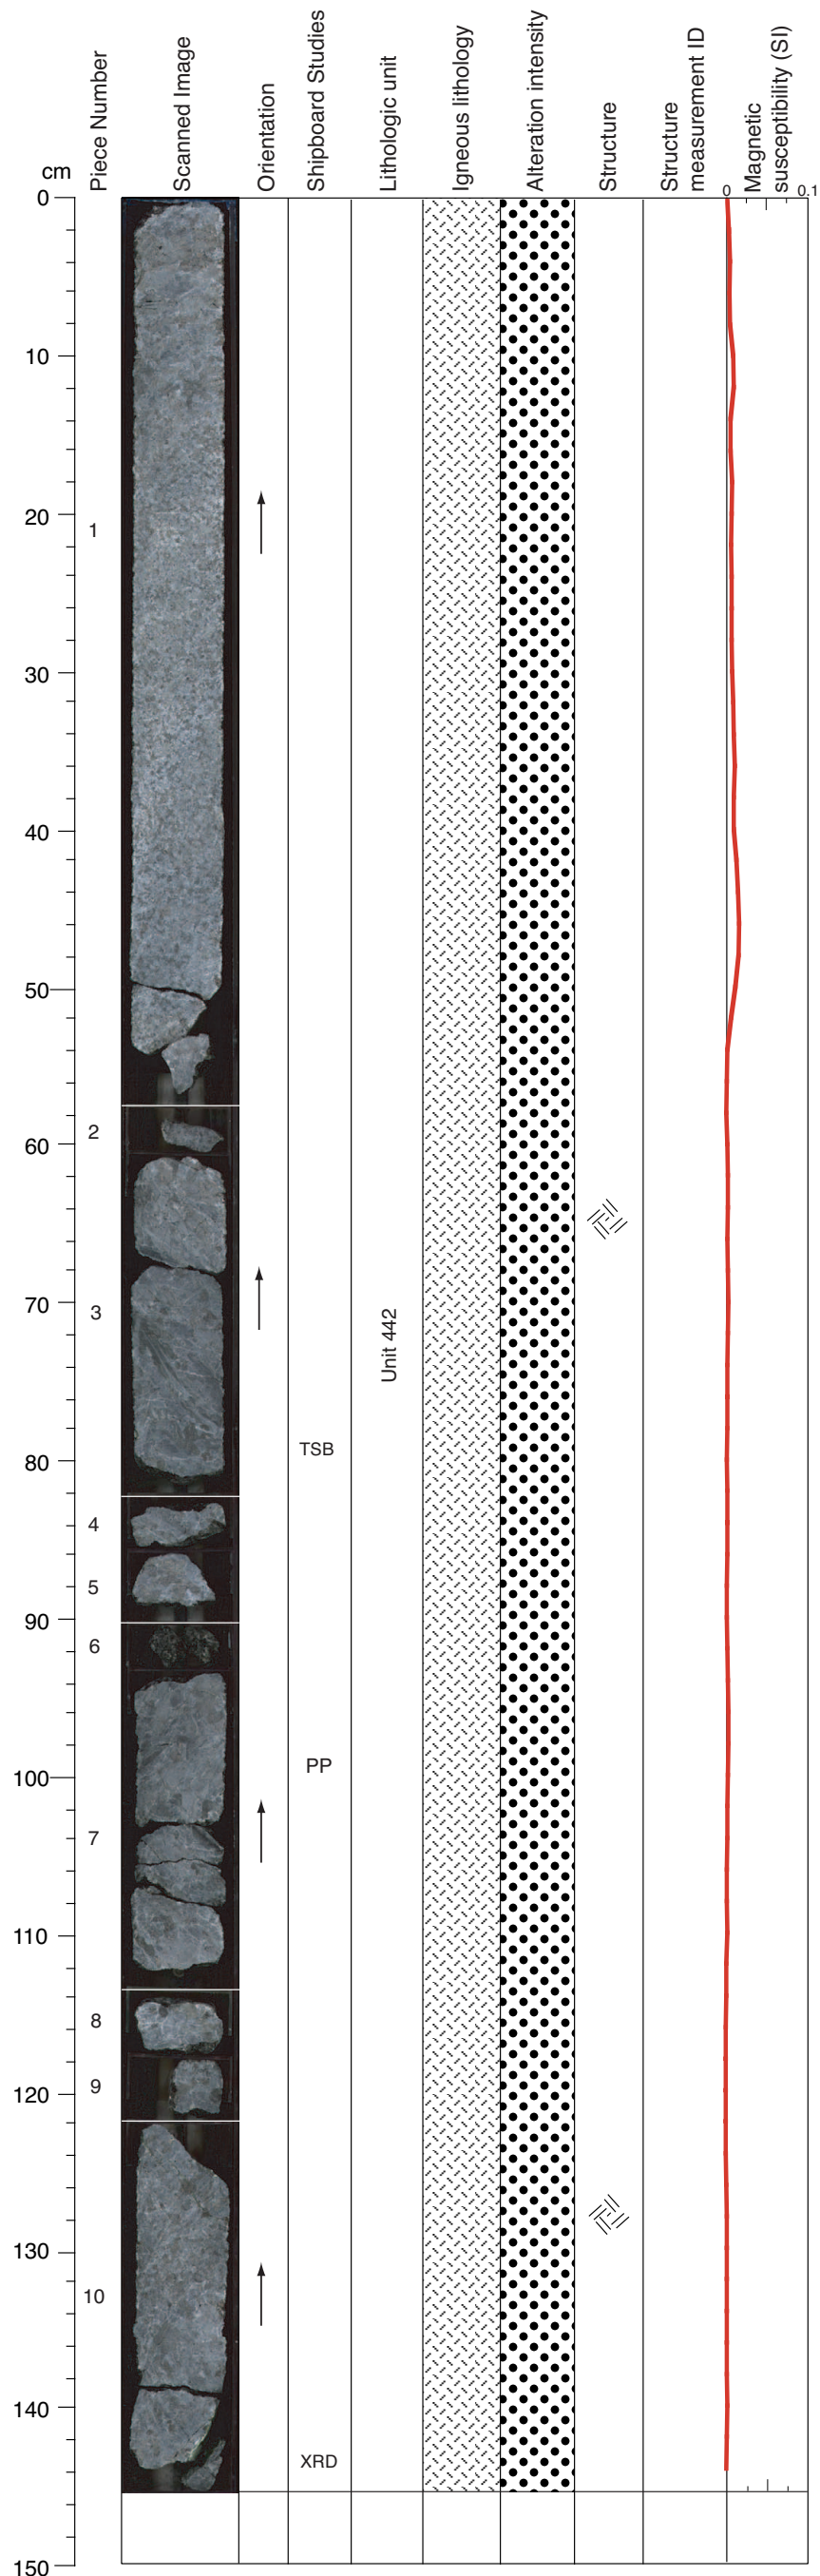 cm
Piece Number
Scanned Image
Orientation
Shipboard Studies
Lithologic unit
Igneous lithology
Alteration intensity
Structure
Structure
measurement ID
Magnetic
susceptibility (SI)
0 0.1
0
10
20
1
30
40
50
2
60
70
3
Unit 442
80
TSB
4
5
90
6
100
PP
7
110
8
9
120
130
10
140
XRD
150